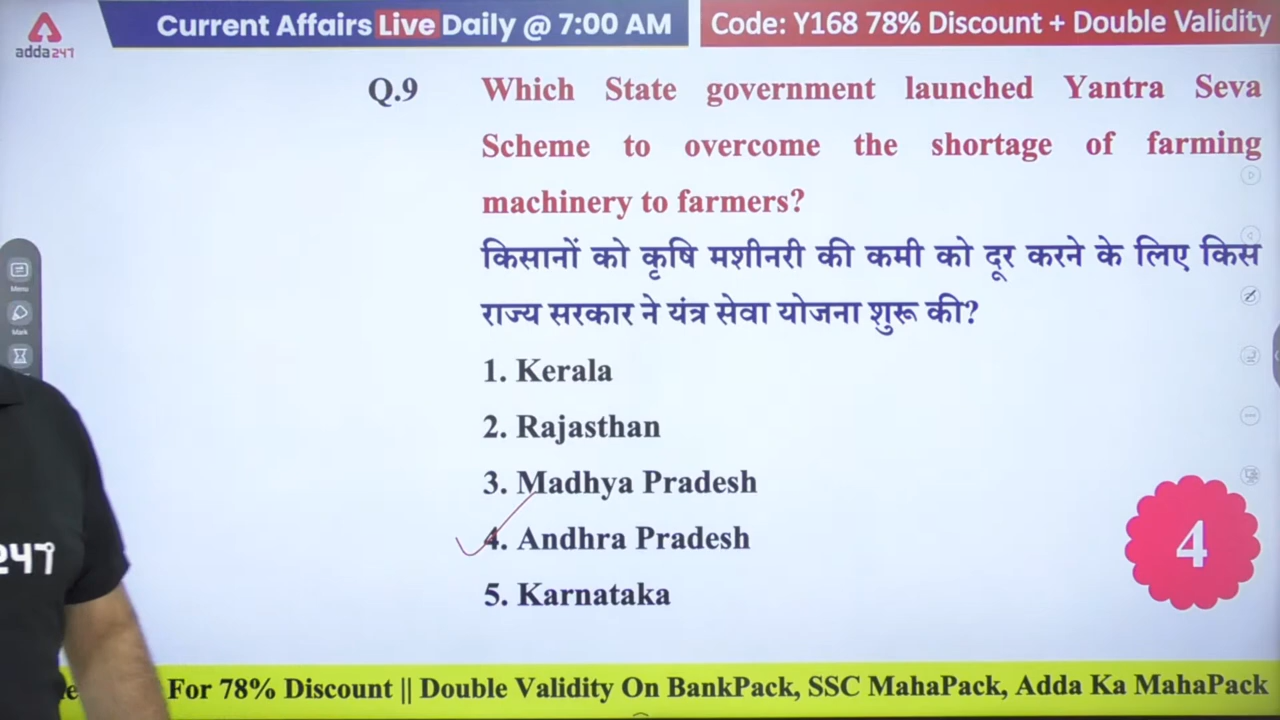 Current Affairs Live Daily @ 7:00 AM
Code: Y168 78% Discount + Double Validity
adda247
Q.9 Which State government launched Yantra Seva
Scheme to overcome the shortage of farming
machinery to farmers?
किसानों को कृषि मशीनरी की कमी को दूर करने के लिए किस
राज्य सरकार ने यंत्र सेवा योजना शुरू की?
Menu
Mark
1. Kerala
2. Rajasthan
3. Madhya Pradesh
4. Andhra Pradesh
5. Karnataka
4
247
For 78% Discount || Double Validity On BankPack, SSC MahaPack, Adda Ka MahaPack